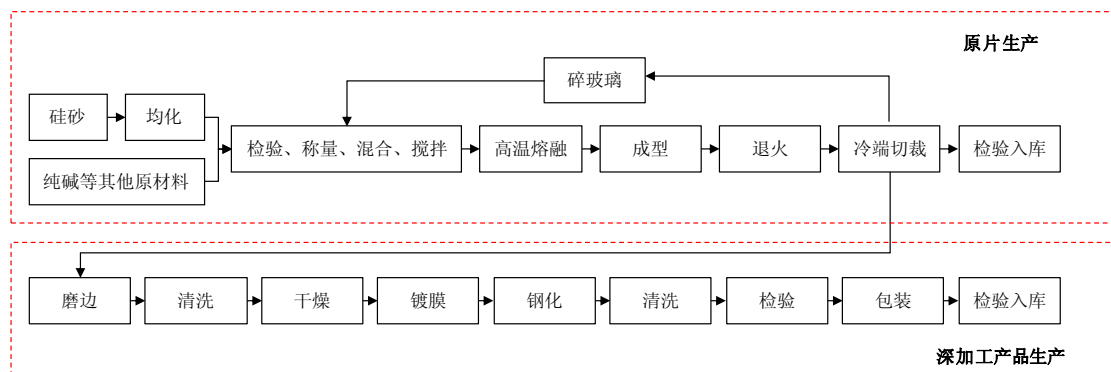 原片生产
碎玻璃
硅砂
均化
检验、称量、混合、搅拌
高温熔融
成型
退火
冷端切裁
检验入库
纯碱等其他原材料
磨边
清洗
干燥
镀膜
钢化
清洗
检验
包装
检验入库
深加工产品生产